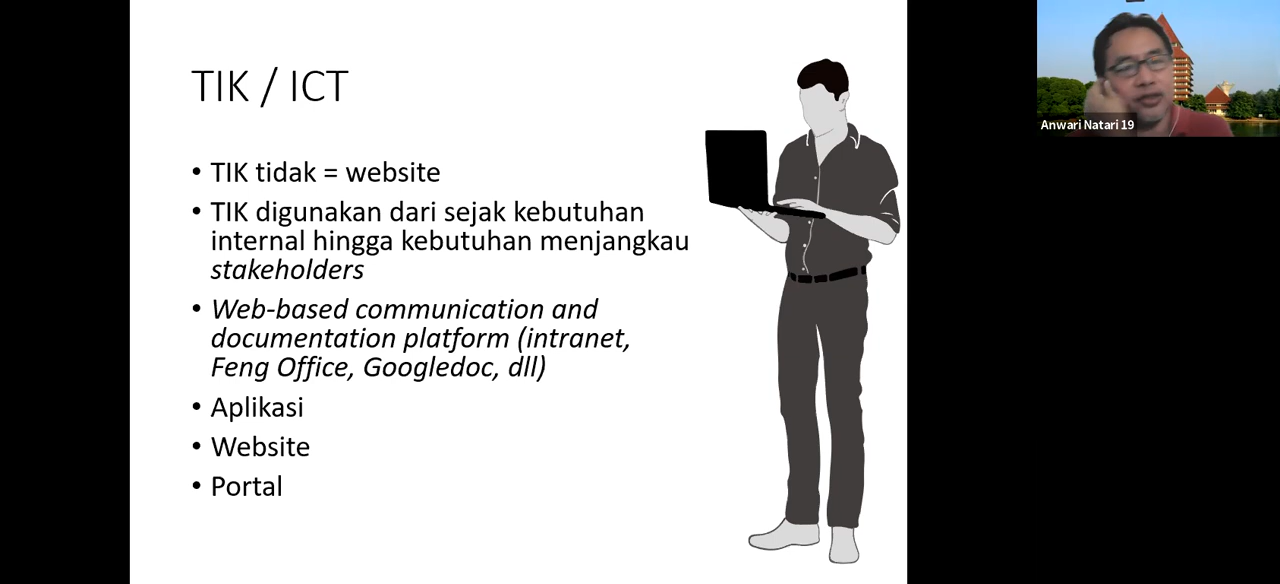 TIK / ICT
• TIK tidak = website
• TIK digunakan dari sejak kebutuhan
internal hingga kebutuhan menjangkau
stakeholders
• Web-based communication and
documentation platform (intranet,
Feng Office, Googledoc, dll)
• Aplikasi
• Website
• Portal
Anwari Natari 19